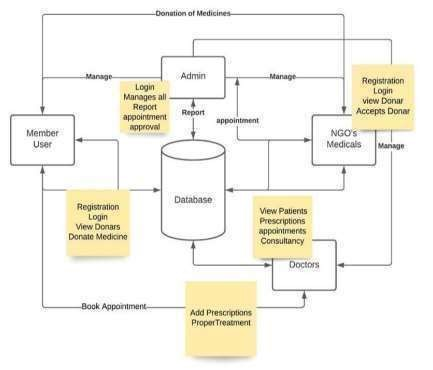 Donation of Medicines
Admin
Manage
Manage
Login
Manages all
Report
appointment
approval
Registration
Login
view Donar
Accepts Donar
Report
appointment
Member
User
NGO's
Medicals
Manage
Database
Registration
Login
View Donars
Donate Medicine
View Patients
Prescriptions
appointments
Consultancy
Doctors
Book Appointment
Add Prescriptions
ProperTreatment